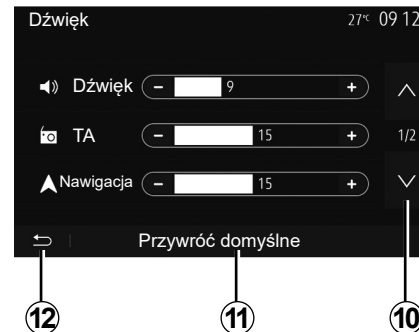 Dźwięk 27°C 09 12
Dźwięk - 9 +
TA - 15 + 1/2
Nawigacja - 15 +
Przywróć domyślne
12 11 10